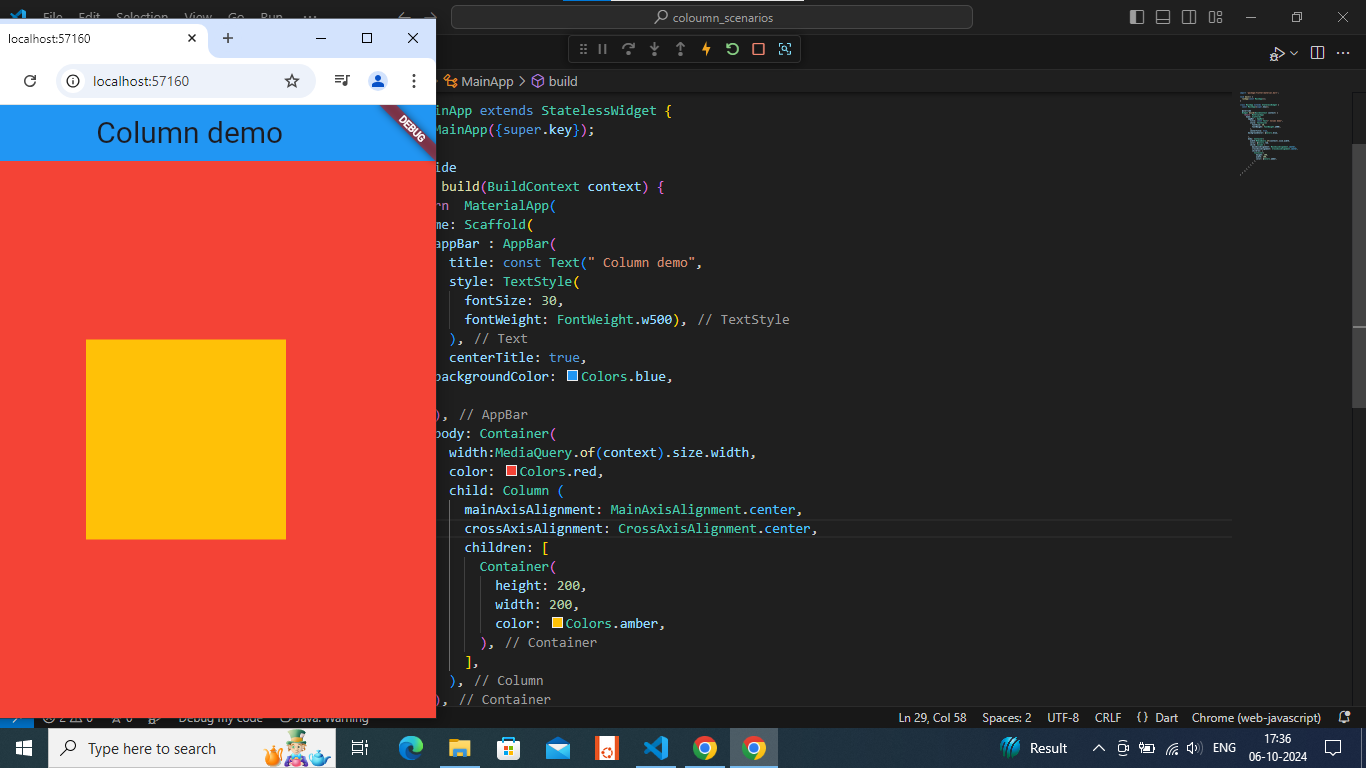 File Edit Selection View Go Run ...
coloumn_scenarios
localhost:57160
localhost:57160
Column demo
DEBUG
MainApp > build
inApp extends StatelessWidget {
MainApp({super.key});
ide
build(BuildContext context) {
rn MaterialApp(
me: Scaffold(
appBar : AppBar(
title: const Text(" Column demo",
style: TextStyle(
fontSize: 30,
fontWeight: FontWeight.w500), // TextStyle
), // Text
centerTitle: true,
backgroundColor: Colors.blue,
), // AppBar
body: Container(
width:MediaQuery.of(context).size.width,
color: Colors.red,
child: Column (
mainAxisAlignment: MainAxisAlignment.center,
crossAxisAlignment: CrossAxisAlignment.center,
children: [
Container(
height: 200,
width: 200,
color: Colors.amber,
), // Container
],
), // Column
), // Container
Debug my code Java: Warning
Ln 29, Col 58 Spaces: 2 UTF-8 CRLF {} Dart Chrome (web-javascript)
Type here to search
Result
ENG
17:36
06-10-2024